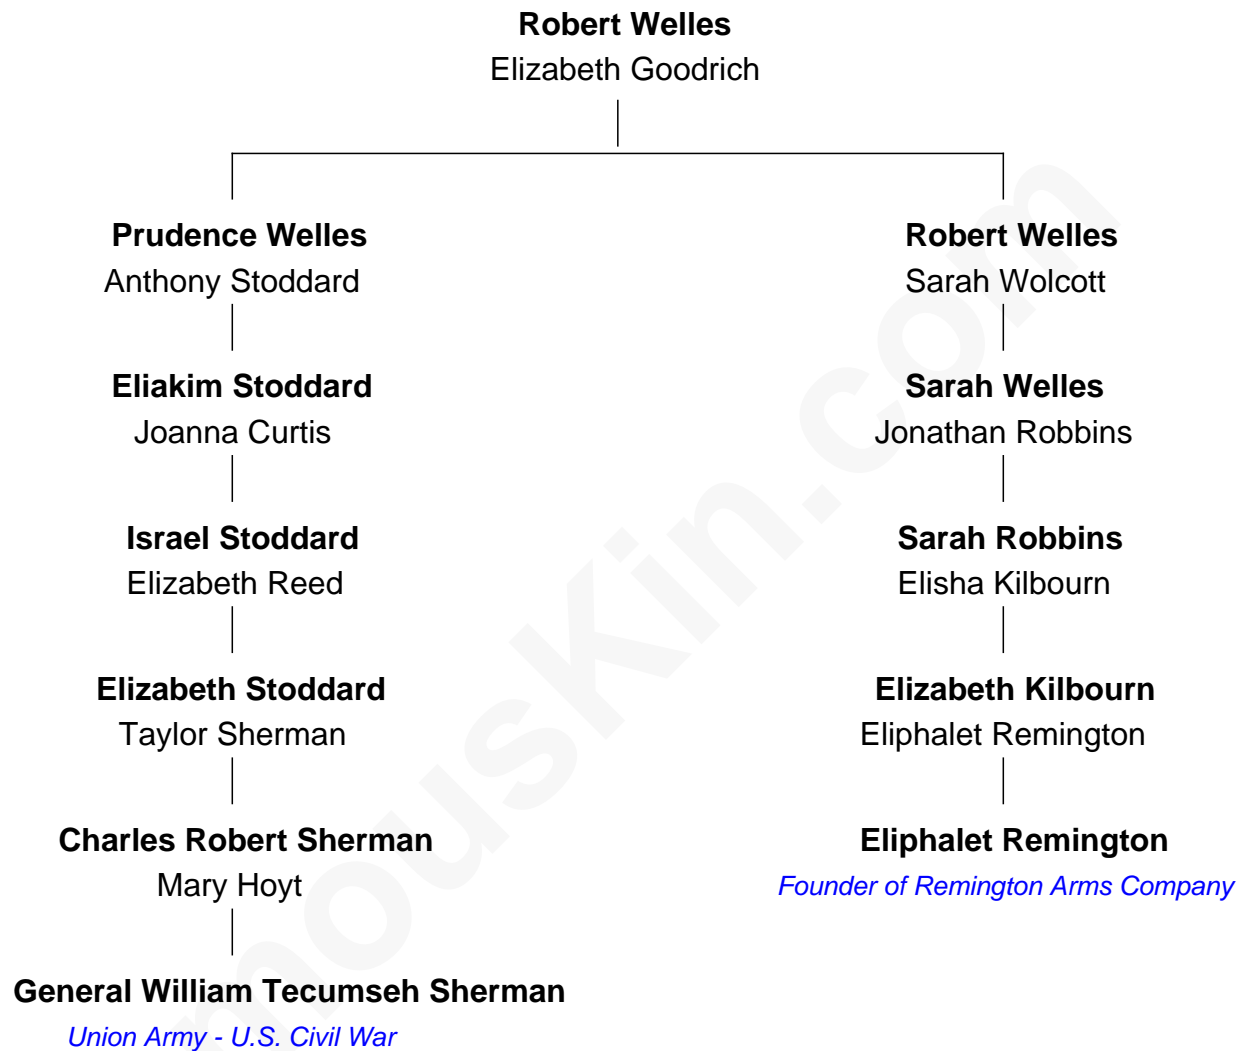 Robert Welles
Elizabeth Goodrich
Prudence Welles
Anthony Stoddard
Robert Welles
Sarah Wolcott
Eliakim Stoddard
Joanna Curtis
Sarah Welles
Jonathan Robbins
Israel Stoddard
Elizabeth Reed
Sarah Robbins
Elisha Kilbourn
Elizabeth Stoddard
Taylor Sherman
Elizabeth Kilbourn
Eliphalet Remington
Charles Robert Sherman
Mary Hoyt
Eliphalet Remington
Founder of Remington Arms Company
General William Tecumseh Sherman
Union Army - U.S. Civil War
mousKin.com